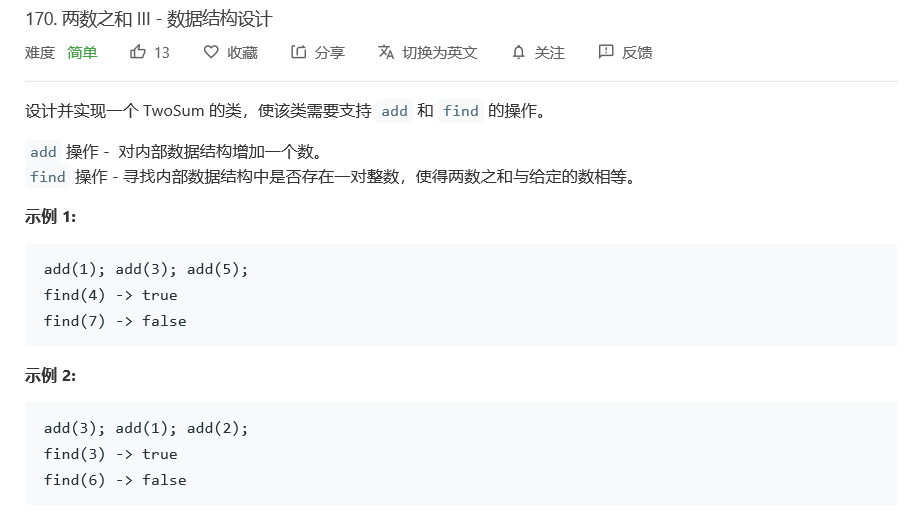 170. 两数之和 III - 数据结构设计
难度 简单 13 收藏 分享 切换为英文 关注 反馈
设计并实现一个 TwoSum 的类，使该类需要支持 add 和 find 的操作。
add 操作 - 对内部数据结构增加一个数。
find 操作 - 寻找内部数据结构中是否存在一对整数，使得两数之和与给定的数相等。
示例 1:
add(1); add(3); add(5);
find(4) -> true
find(7) -> false
示例 2:
add(3); add(1); add(2);
find(3) -> true
find(6) -> false